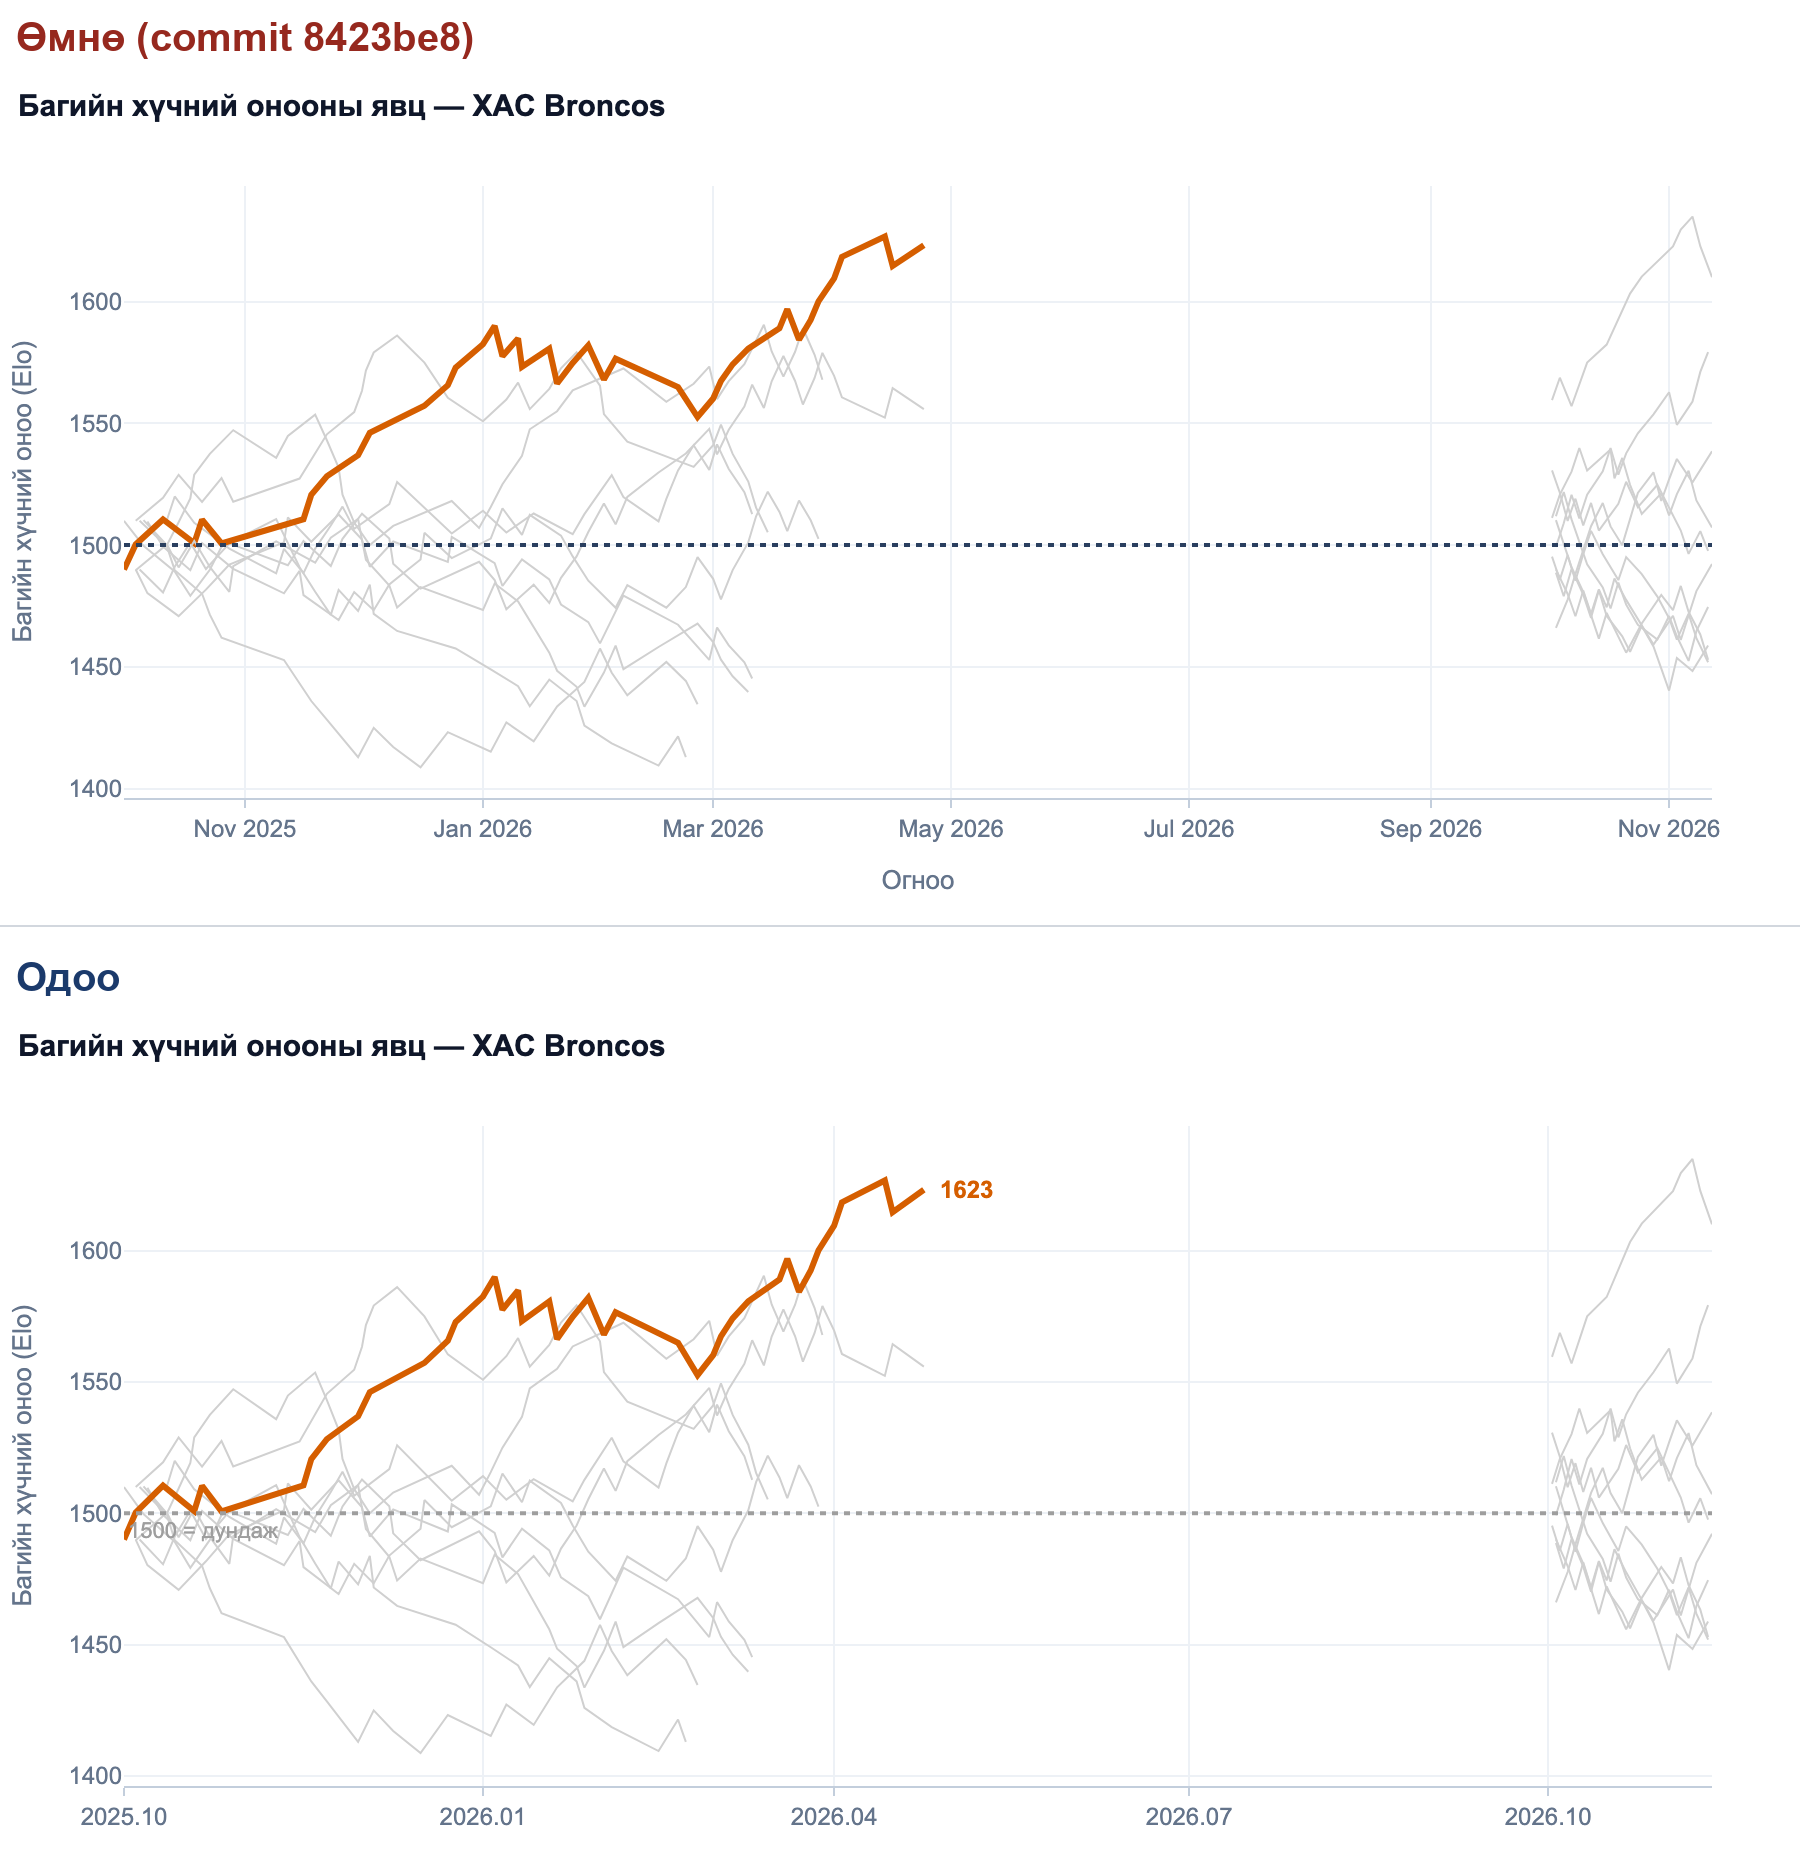 Өмнө (commit 8423be8)
Багийн хүчний онооны явц — XAC Broncos
Багийн хүчний оноо (Elo)
1600
1550
1500
1450
1400
Nov 2025 Jan 2026 Mar 2026 May 2026 Jul 2026 Sep 2026 Nov 2026
Огноо
Одоо
Багийн хүчний онооны явц — XAC Broncos
Багийн хүчний оноо (Elo)
1623
1600
1550
1500
1500 = дундаж
1450
1400
2025.10 2026.01 2026.04 2026.07 2026.10